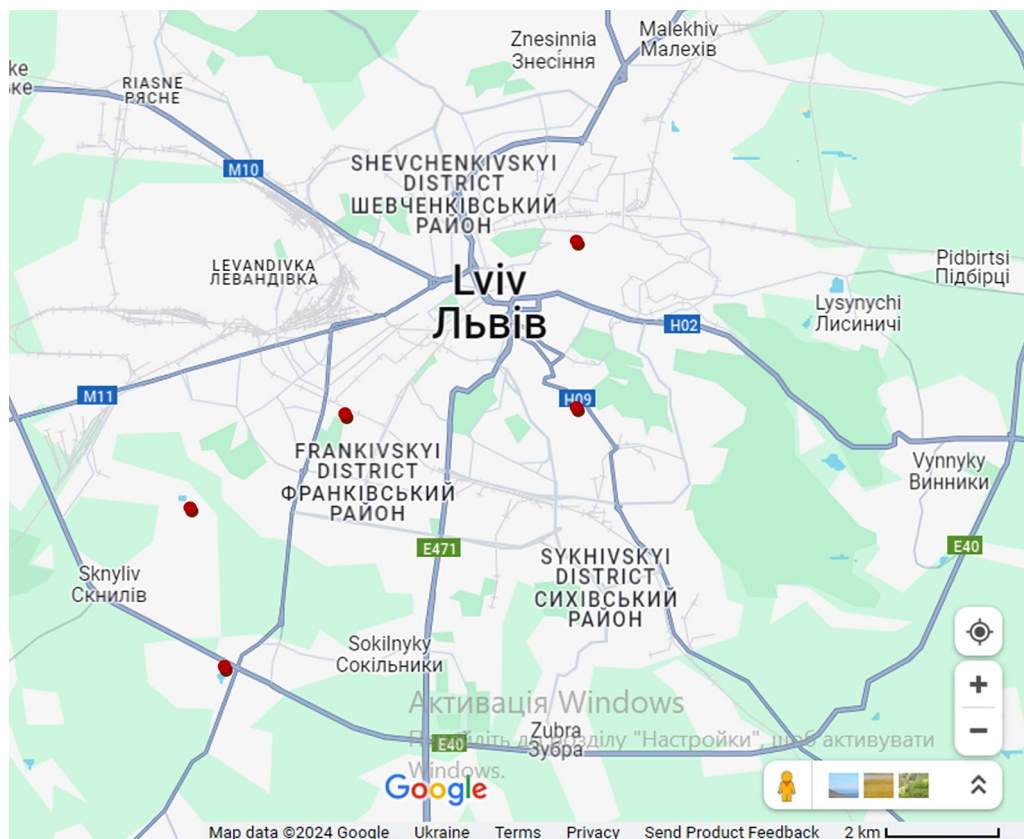 Znesinnia
Знесіння
Malekhiv
Малехів
ke
ке
RIASNE
РЯСНЕ
M10
SHEVCHENKIVSKYI
DISTRICT
ШЕВЧЕНКІВСЬКИЙ
РАЙОН
LEVANDIVKA
ЛЕВАНДІВКА
Lviv
Львів
Pidbirtsi
Підбірці
Lysynychi
Лисиничі
H02
M11
H09
FRANKIVSKYI
DISTRICT
ФРАНКІВСЬКИЙ
РАЙОН
Vynnyky
Винники
E471
E40
SYKHIVSKYI
DISTRICT
СИХІВСЬКИЙ
РАЙОН
Sknyliv
Скнилів
Sokilnyky
Сокільники
Активація Windows
Zubra
Зубра
E40
розділу "Настройки", щоб активувати
Windows.
Google
Map data ©2024 Google Ukraine Terms Privacy Send Product Feedback 2 km